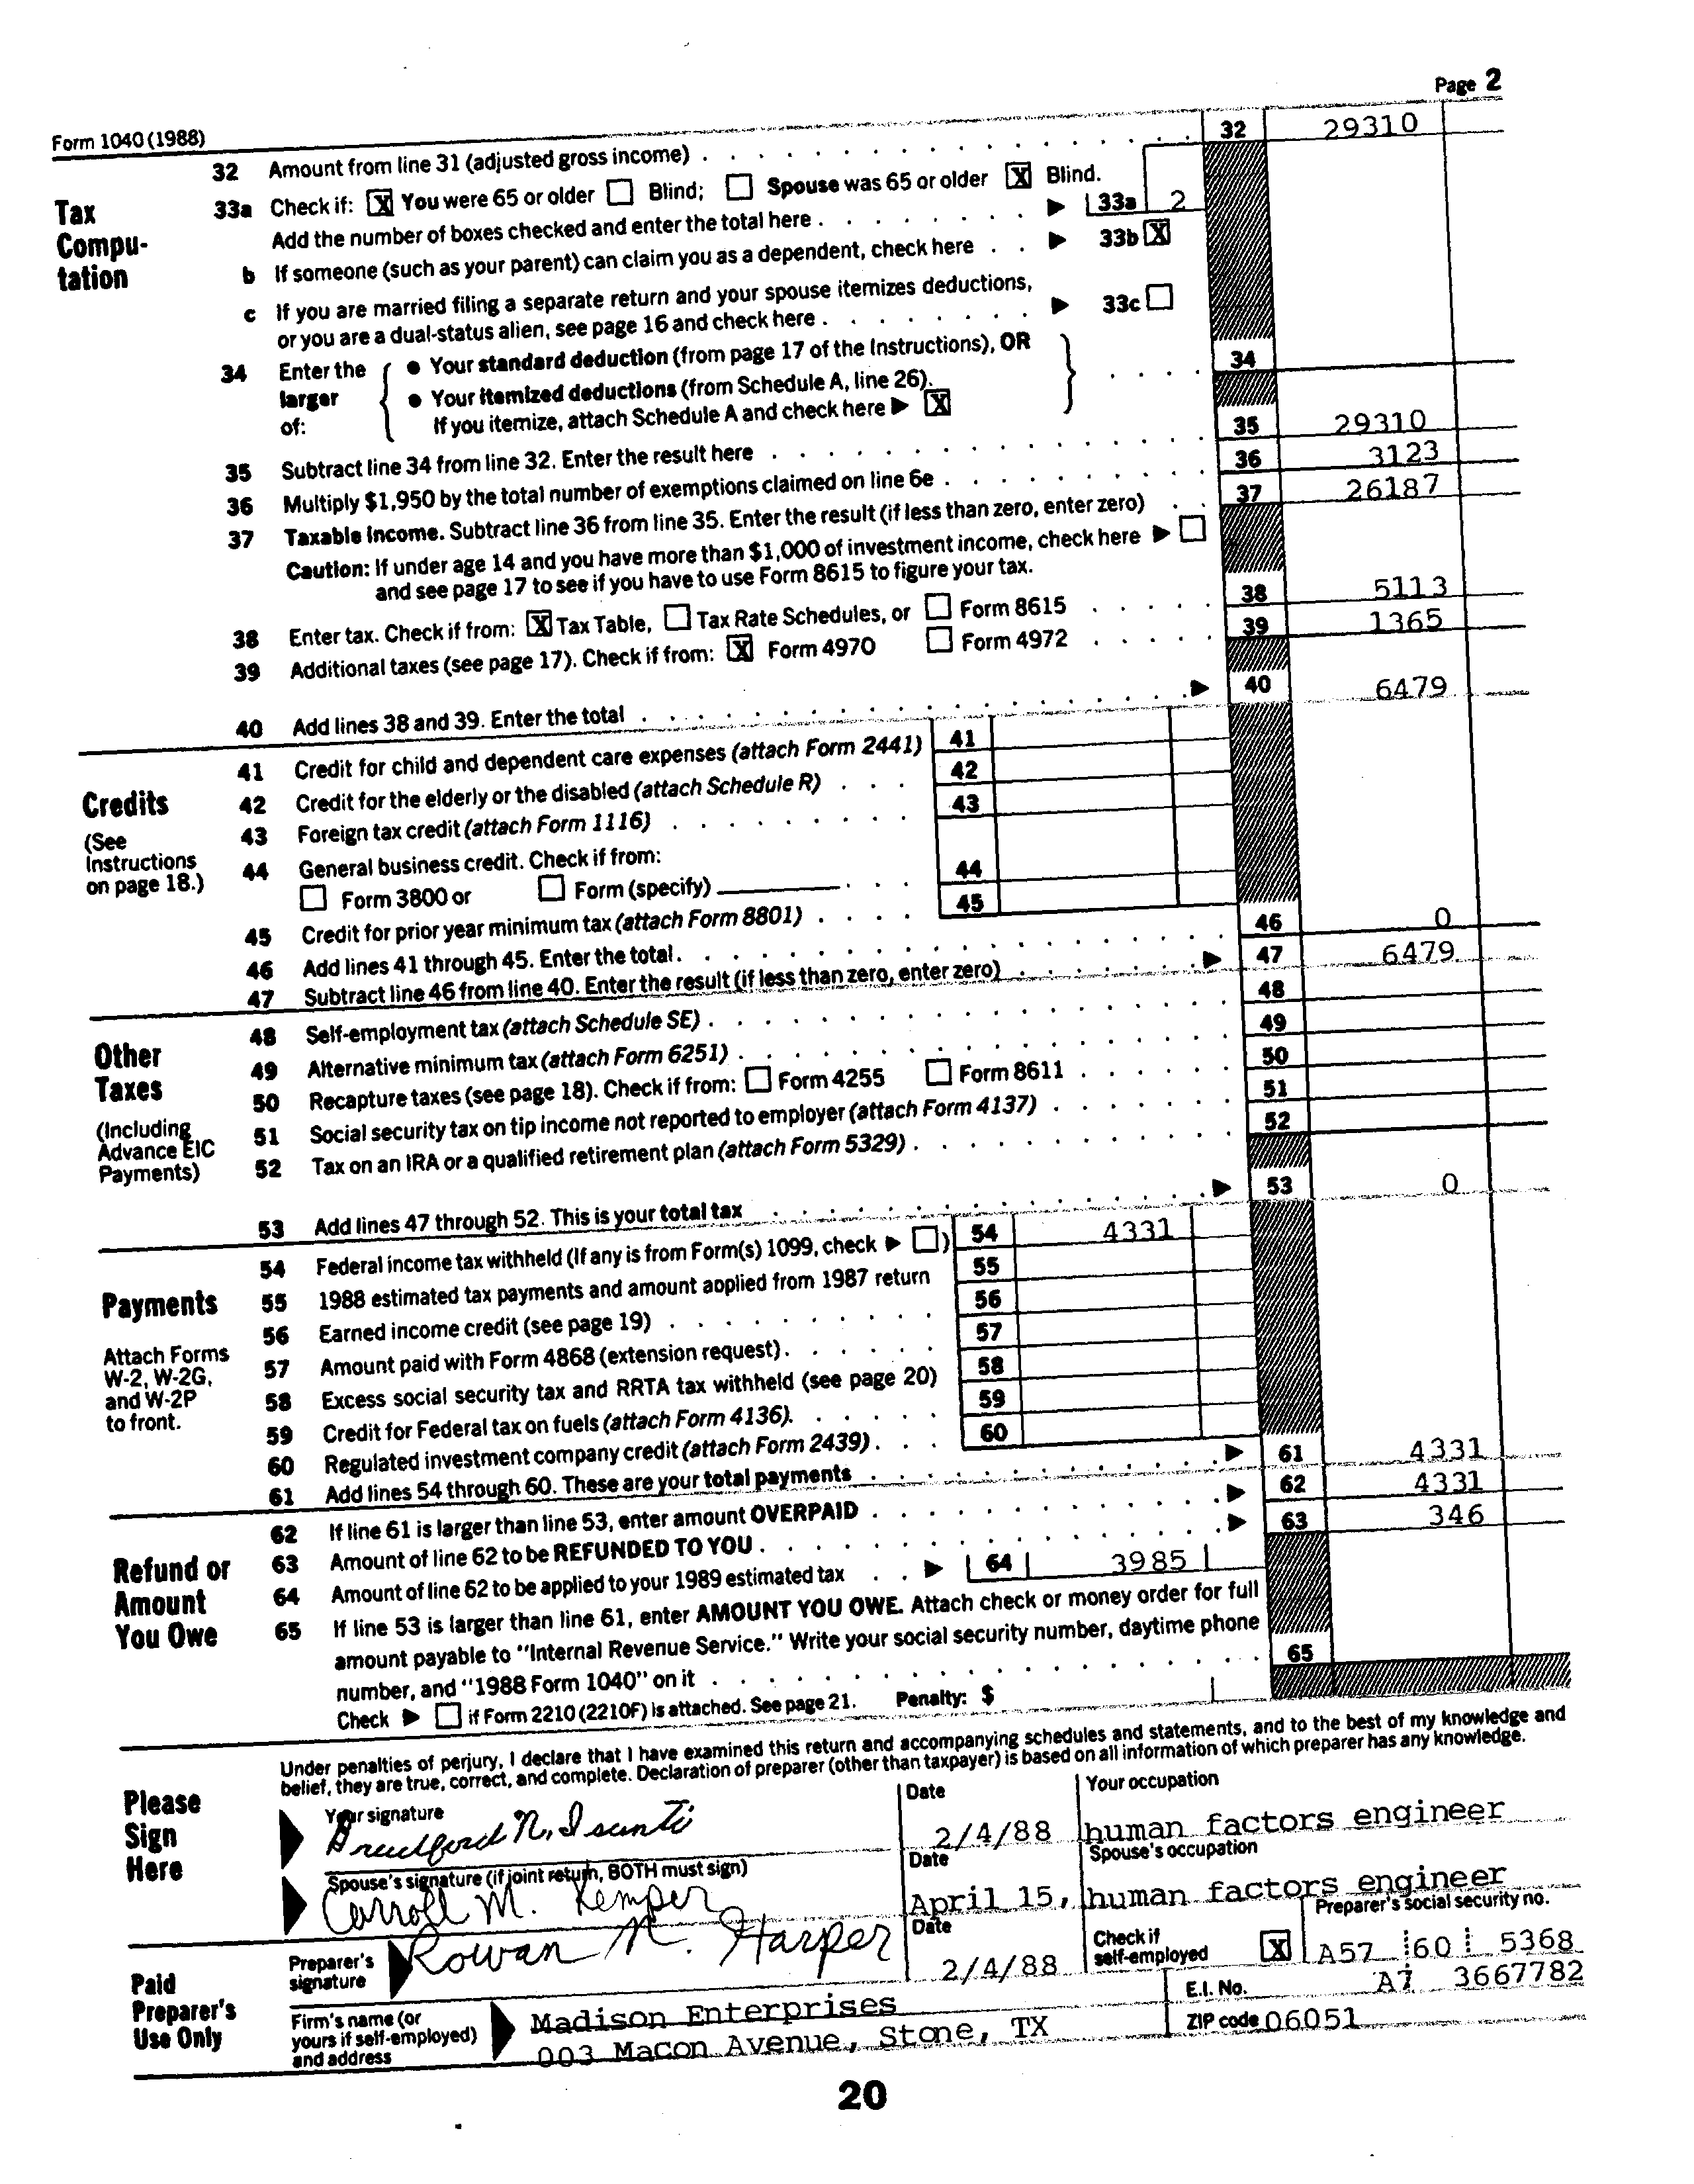 Page 2
Form 1040 (1988)
32 Amount from line 31 (adjusted gross income) 32 29310
Tax Compu- tation
33a Check if: X You were 65 or older Blind; Spouse was 65 or older X Blind.
Add the number of boxes checked and enter the total here 33a 2
b If someone (such as your parent) can claim you as a dependent, check here 33b X
c If you are married filing a separate return and your spouse itemizes deductions,
or you are a dual-status alien, see page 16 and check here 33c
34 Enter the larger of:
● Your standard deduction (from page 17 of the Instructions), OR 34
● Your itemized deductions (from Schedule A, line 26).
If you itemize, attach Schedule A and check here X
35 Subtract line 34 from line 32. Enter the result here 35 29310
36 Multiply $1,950 by the total number of exemptions claimed on line 6e 36 3123
37 Taxable income. Subtract line 36 from line 35. Enter the result (if less than zero, enter zero) 37 26187
Caution: If under age 14 and you have more than $1,000 of investment income, check here
and see page 17 to see if you have to use Form 8615 to figure your tax.
38 Enter tax. Check if from: X Tax Table, Tax Rate Schedules, or Form 8615 38 5113
39 Additional taxes (see page 17). Check if from: X Form 4970 Form 4972 39 1365
40 Add lines 38 and 39. Enter the total 40 6479
Credits
(See Instructions on page 18.)
41 Credit for child and dependent care expenses (attach Form 2441) 41
42 Credit for the elderly or the disabled (attach Schedule R) 42
43 Foreign tax credit (attach Form 1116) 43
44 General business credit. Check if from:
Form 3800 or Form (specify) 44
45 Credit for prior year minimum tax (attach Form 8801) 45
46 Add lines 41 through 45. Enter the total 46 0
47 Subtract line 46 from line 40. Enter the result (if less than zero, enter zero) 47 6479
Other Taxes
(Including Advance EIC Payments)
48 Self-employment tax (attach Schedule SE) 48
49 Alternative minimum tax (attach Form 6251) 49
50 Recapture taxes (see page 18). Check if from: Form 4255 Form 8611 50
51 Social security tax on tip income not reported to employer (attach Form 4137) 51
52 Tax on an IRA or a qualified retirement plan (attach Form 5329) 52
53 Add lines 47 through 52. This is your total tax 53 0
Payments
Attach Forms W-2, W-2G, and W-2P to front.
54 Federal income tax withheld (If any is from Form(s) 1099, check ) 54 4331
55 1988 estimated tax payments and amount applied from 1987 return 55
56 Earned income credit (see page 19) 56
57 Amount paid with Form 4868 (extension request) 57
58 Excess social security tax and RRTA tax withheld (see page 20) 58
59 Credit for Federal tax on fuels (attach Form 4136). 59
60 Regulated investment company credit (attach Form 2439) 60
61 Add lines 54 through 60. These are your total payments 61 4331
Refund or Amount You Owe
62 If line 61 is larger than line 53, enter amount OVERPAID 62 4331
63 Amount of line 62 to be REFUNDED TO YOU 63 346
64 Amount of line 62 to be applied to your 1989 estimated tax 64 3985
65 If line 53 is larger than line 61, enter AMOUNT YOU OWE. Attach check or money order for full
amount payable to "Internal Revenue Service." Write your social security number, daytime phone
number, and "1988 Form 1040" on it 65
Check if Form 2210 (2210F) is attached. See page 21. Penalty: $
Please Sign Here
Under penalties of perjury, I declare that I have examined this return and accompanying schedules and statements, and to the best of my knowledge and
belief, they are true, correct, and complete. Declaration of preparer (other than taxpayer) is based on all information of which preparer has any knowledge.
Your signature Date Your occupation
N. 2/4/88 human factors engineer
Spouse's signature (if joint return, BOTH must sign) Date Spouse's occupation
Carroll M. Kemper April 15, human factors engineer
Paid Preparer's Use Only
Preparer's signature Rowan N. Harper Date 2/4/88 Check if self-employed X Preparer's social security no. A57 60 5368
Firm's name (or yours if self-employed) and address Madison Enterprises E.I. No. A7 3667782
003 Macon Avenue, Stone, TX ZIP code 06051
20